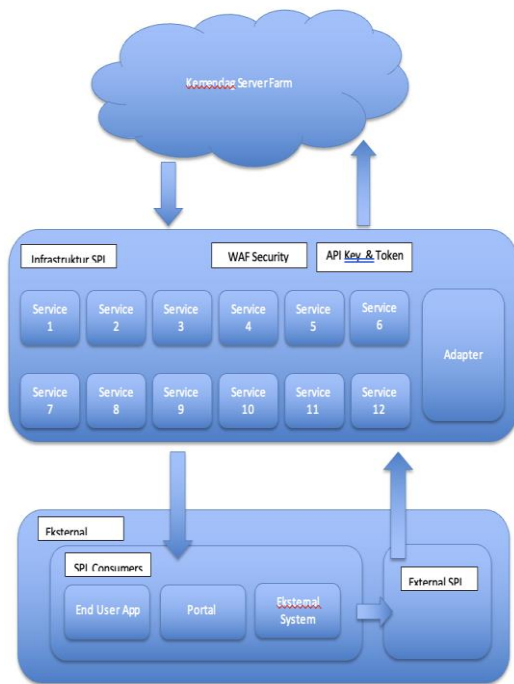 Kemendag Server Farm
Infrastruktur SPL
WAF Security
API Key & Token
Service
1
Service
2
Service
3
Service
4
Service
5
Service
6
Adapter
Service
7
Service
8
Service
9
Service
10
Service
11
Service
12
Eksternal
SPL Consumers
End User App
Portal
Eksternal
System
External SPL